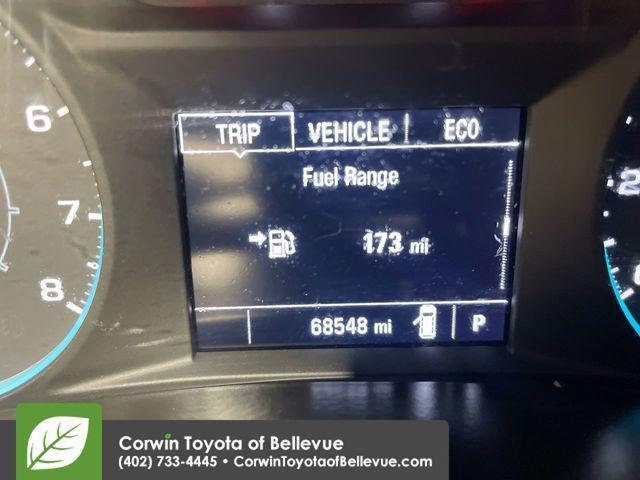 TRIP VEHICLE ECO
Fuel Range
173 mi
68548 mi P
6
7
8
2
Corwin Toyota of Bellevue
(402) 733-4445 • CorwinToyotaofBellevue.com